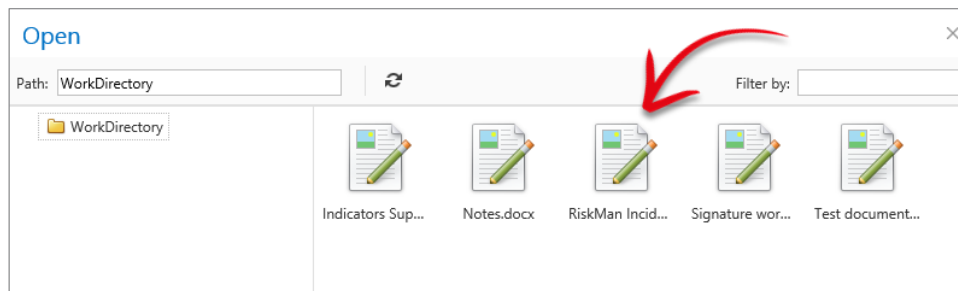 Open
Path: WorkDirectory
Filter by:
WorkDirectory
Indicators Sup... Notes.docx RiskMan Incid... Signature wor... Test document...